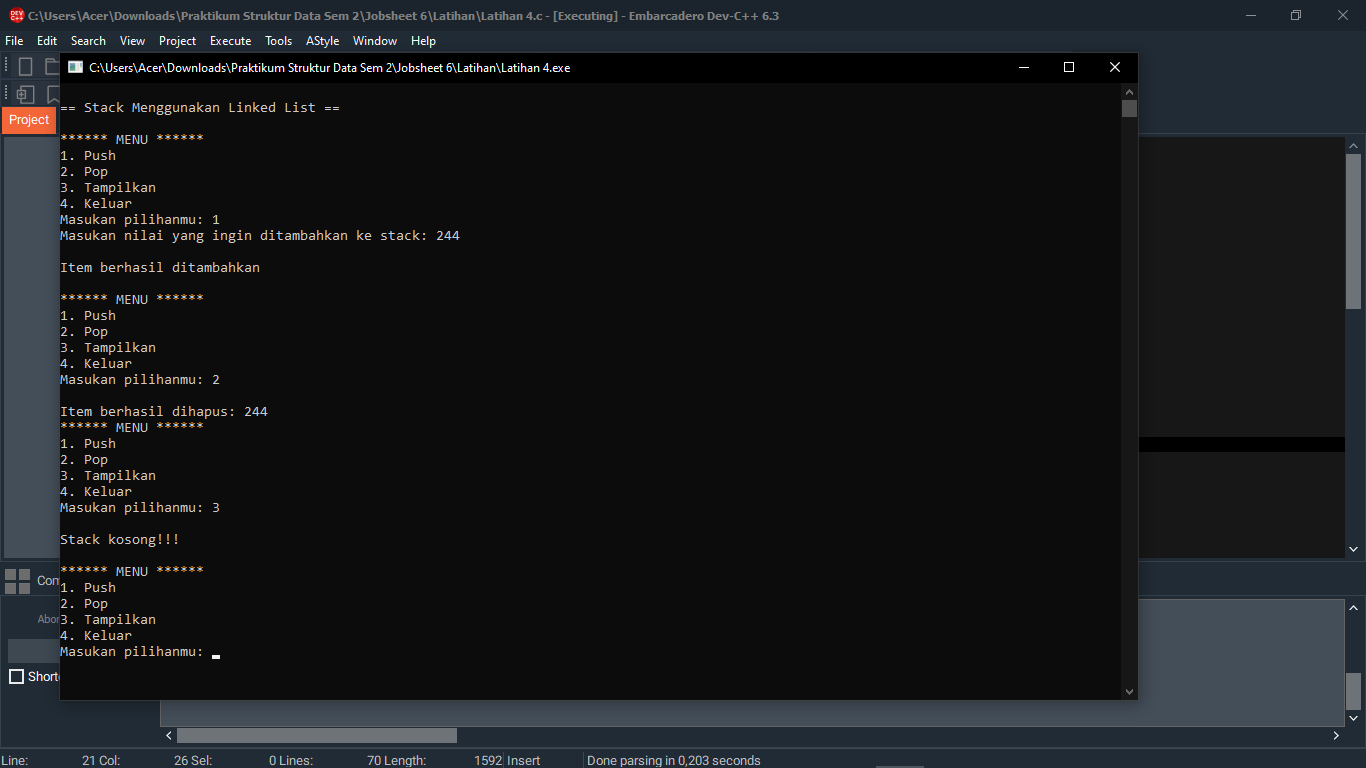 C:\Users\Acer\Downloads\Praktikum Struktur Data Sem 2\Jobsheet 6\Latihan\Latihan 4.c - [Executing] - Embarcadero Dev-C++ 6.3
File Edit Search View Project Execute Tools AStyle Window Help
C:\Users\Acer\Downloads\Praktikum Struktur Data Sem 2\Jobsheet 6\Latihan\Latihan 4.exe
Project
== Stack Menggunakan Linked List ==
****** MENU ******
1. Push
2. Pop
3. Tampilkan
4. Keluar
Masukan pilihanmu: 1
Masukan nilai yang ingin ditambahkan ke stack: 244
Item berhasil ditambahkan
****** MENU ******
1. Push
2. Pop
3. Tampilkan
4. Keluar
Masukan pilihanmu: 2
Item berhasil dihapus: 244
****** MENU ******
1. Push
2. Pop
3. Tampilkan
4. Keluar
Masukan pilihanmu: 3
Stack kosong!!!
****** MENU ******
1. Push
2. Pop
3. Tampilkan
4. Keluar
Masukan pilihanmu:
Line: 21 Col: 26 Sel: 0 Lines: 70 Length: 1592 Insert Done parsing in 0,203 seconds